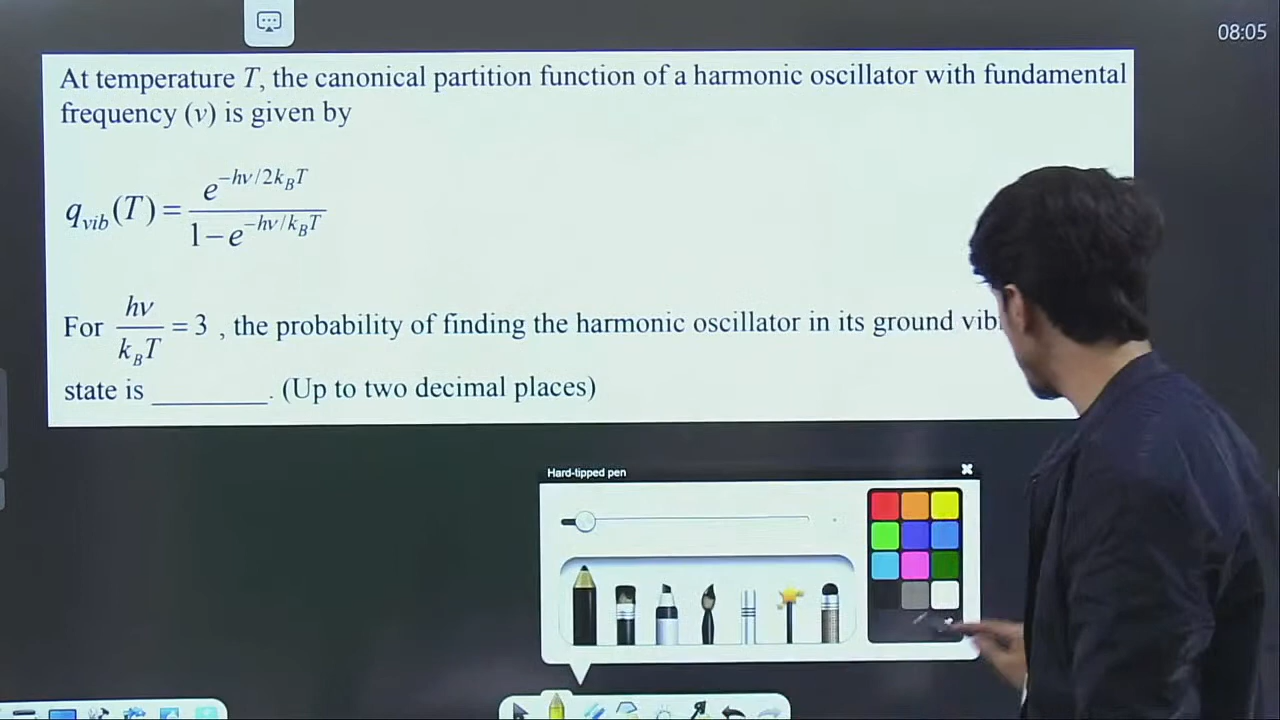 08:05
At temperature T, the canonical partition function of a harmonic oscillator with fundamental
frequency (ν) is given by
q_vib(T) = e^(-hν/2k_BT) / (1-e^(-hν/k_BT))
For hν/k_BT = 3 , the probability of finding the harmonic oscillator in its ground
state is ________. (Up to two decimal places)
Hard-tipped pen